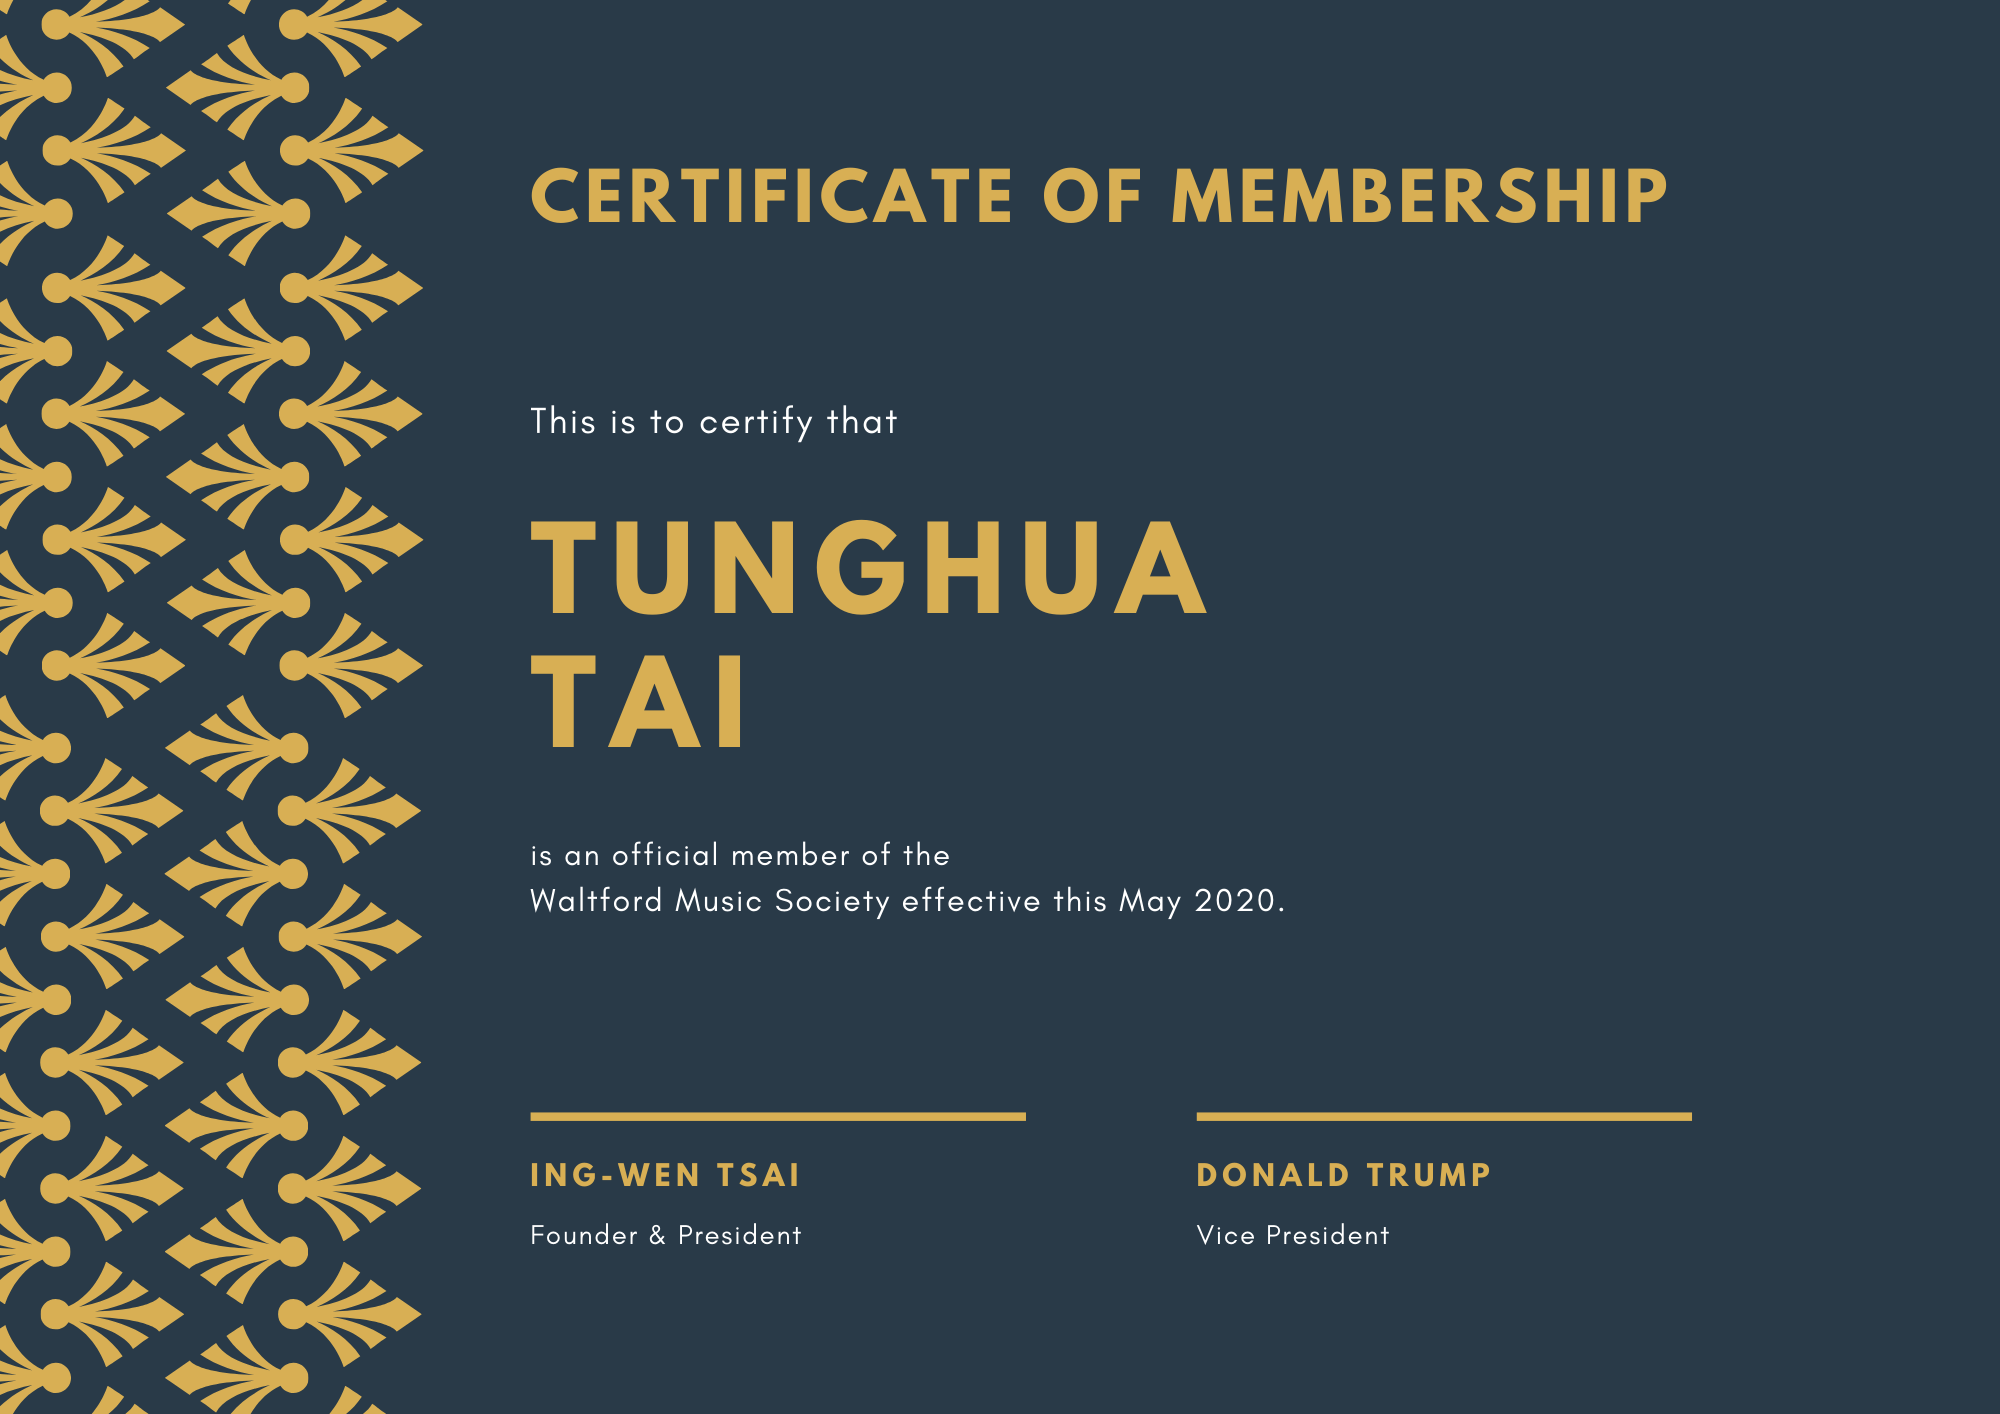 CERTIFICATE OF MEMBERSHIP
This is to certify that
TUNGHUA
TAI
is an official member of the
Waltford Music Society effective this May 2020.
ING-WEN TSAI
Founder & President
DONALD TRUMP
Vice President